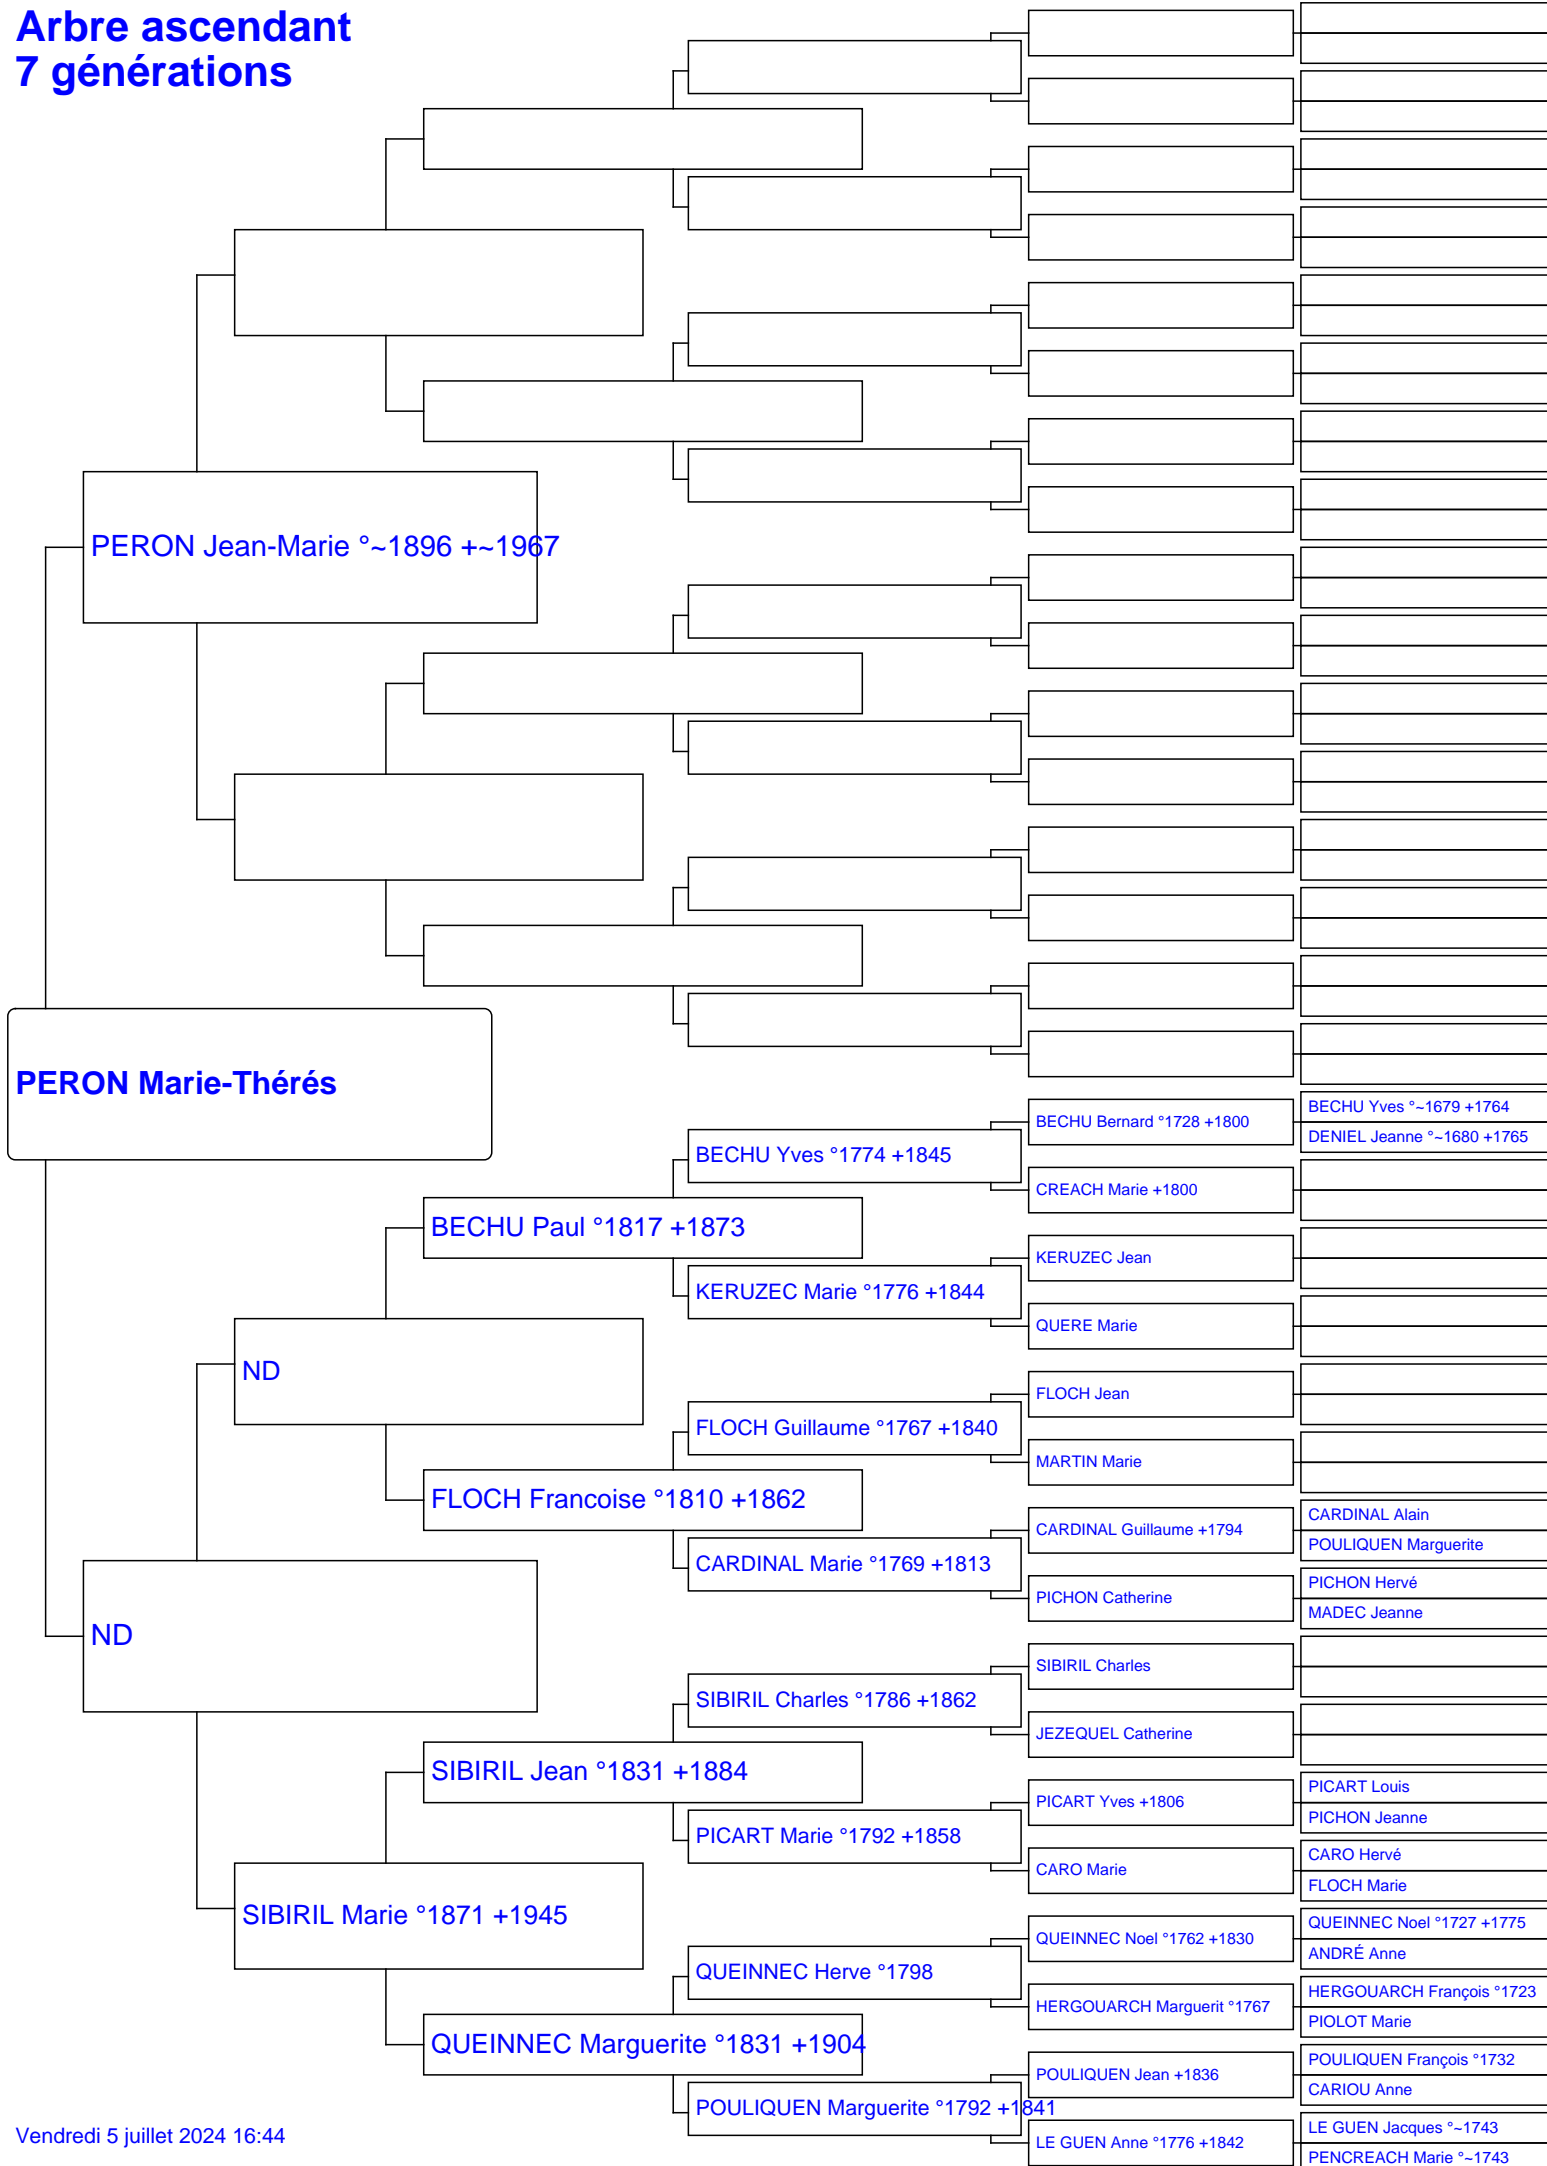 Arbre ascendant
7 générations
PERON Jean-Marie °~1896 +~1967
PERON Marie-Thérés
BECHU Bernard °1728 +1800
BECHU Yves °~1679 +1764
DENIEL Jeanne °~1680 +1765
BECHU Yves °1774 +1845
CREACH Marie +1800
BECHU Paul °1817 +1873
KERUZEC Jean
KERUZEC Marie °1776 +1844
QUERE Marie
ND
FLOCH Jean
FLOCH Guillaume °1767 +1840
MARTIN Marie
FLOCH Francoise °1810 +1862
CARDINAL Guillaume +1794
CARDINAL Alain
POULIQUEN Marguerite
CARDINAL Marie °1769 +1813
PICHON Catherine
PICHON Hervé
MADEC Jeanne
ND
SIBIRIL Charles
SIBIRIL Charles °1786 +1862
JEZEQUEL Catherine
SIBIRIL Jean °1831 +1884
PICART Yves +1806
PICART Louis
PICHON Jeanne
PICART Marie °1792 +1858
CARO Marie
CARO Hervé
FLOCH Marie
SIBIRIL Marie °1871 +1945
QUEINNEC Noel °1762 +1830
QUEINNEC Noel °1727 +1775
ANDRÉ Anne
QUEINNEC Herve °1798
HERGOUARCH Marguerit °1767
HERGOUARCH François °1723
PIOLOT Marie
QUEINNEC Marguerite °1831 +1904
POULIQUEN Jean +1836
POULIQUEN François °1732
CARIOU Anne
POULIQUEN Marguerite °1792 +1841
LE GUEN Anne °1776 +1842
LE GUEN Jacques °~1743
PENCREACH Marie °~1743
Vendredi 5 juillet 2024 16:44